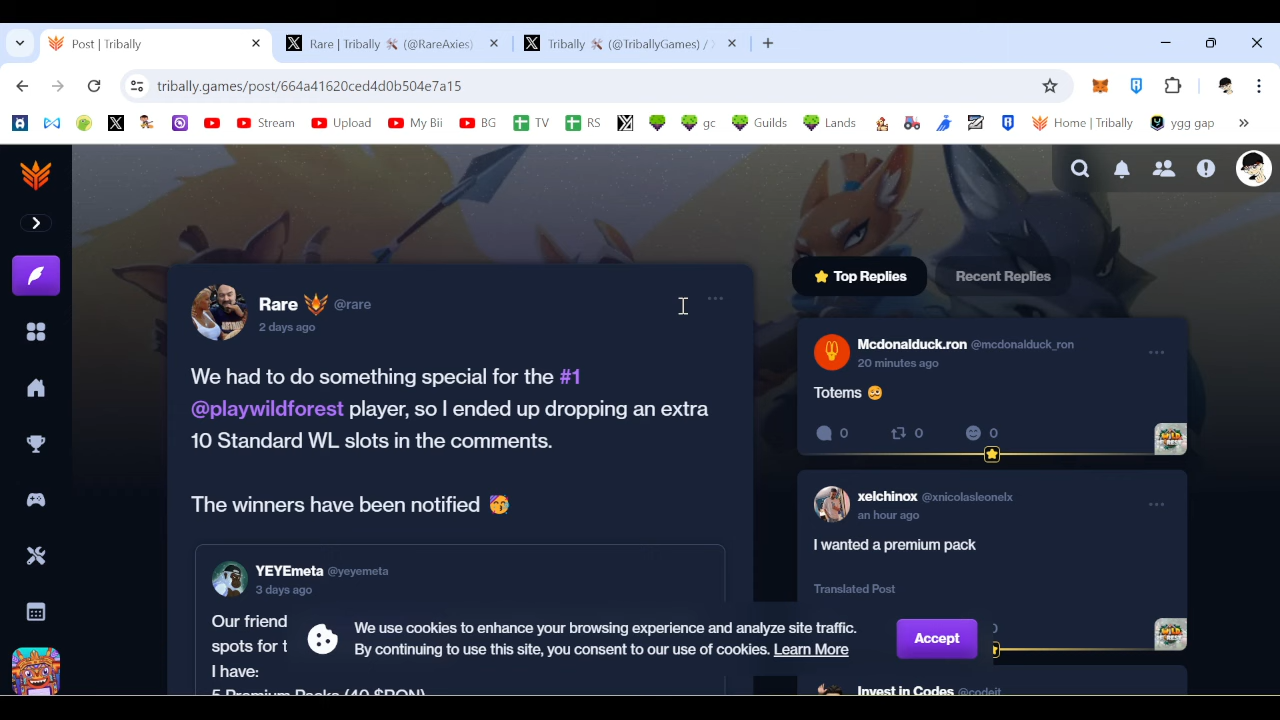 Post | Tribally
Rare | Tribally 🛠 (@RareAxies)
Tribally 🛠 (@TriballyGames) /
tribally.games/post/664a41620ced4d0b504e7a15
Stream
Upload
My Bii
BG
TV
RS
gc
Guilds
Lands
Home | Tribally
ygg gap
Rare @rare
2 days ago
We had to do something special for the #1
@playwildforest player, so I ended up dropping an extra
10 Standard WL slots in the comments.
The winners have been notified 🥳
YEYEmeta @yeyemeta
3 days ago
Our friend
spots for t
I have:
5 Premium Packs (40 $RON)
Top Replies
Recent Replies
Mcdonalduck.ron @mcdonalduck_ron
20 minutes ago
Totems 🥴
0 0 0
xelchinox @xnicolasleonelx
an hour ago
I wanted a premium pack
Translated Post
0
Invest in Codes @codeit
We use cookies to enhance your browsing experience and analyze site traffic.
By continuing to use this site, you consent to our use of cookies. Learn More
Accept